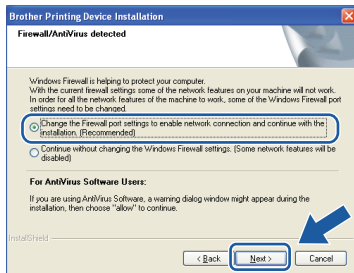 Brother Printing Device Installation
Firewall/AntiVirus detected
Windows Firewall is helping to protect your computer.
With the current firewall settings some of the network features on your machine will not work.
In order for all the network features of the machine to work, some of the Windows Firewall port
settings need to be changed.
Change the Firewall port settings to enable network connection and continue with the
installation. (Recommended)
Continue without changing the Windows Firewall settings. (Some network features will be
disabled)
For AntiVirus Software Users:
If you are using AntiVirus Software, a warning dialog window might appear during the
installation, then choose "allow" to continue.
InstallShield
< Back
Next >
Cancel